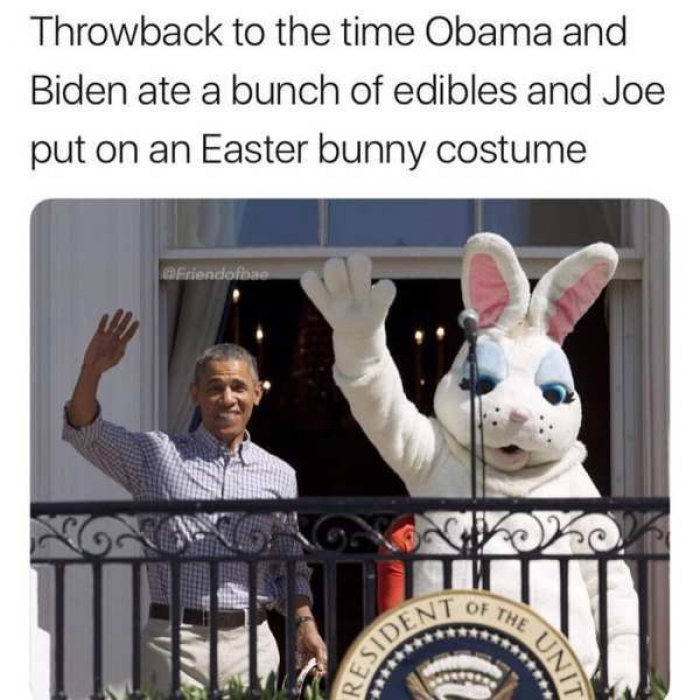 Throwback to the time Obama and
Biden ate a bunch of edibles and Joe
put on an Easter bunny costume
@Friendofbae
RESIDENT OF THE UNIT